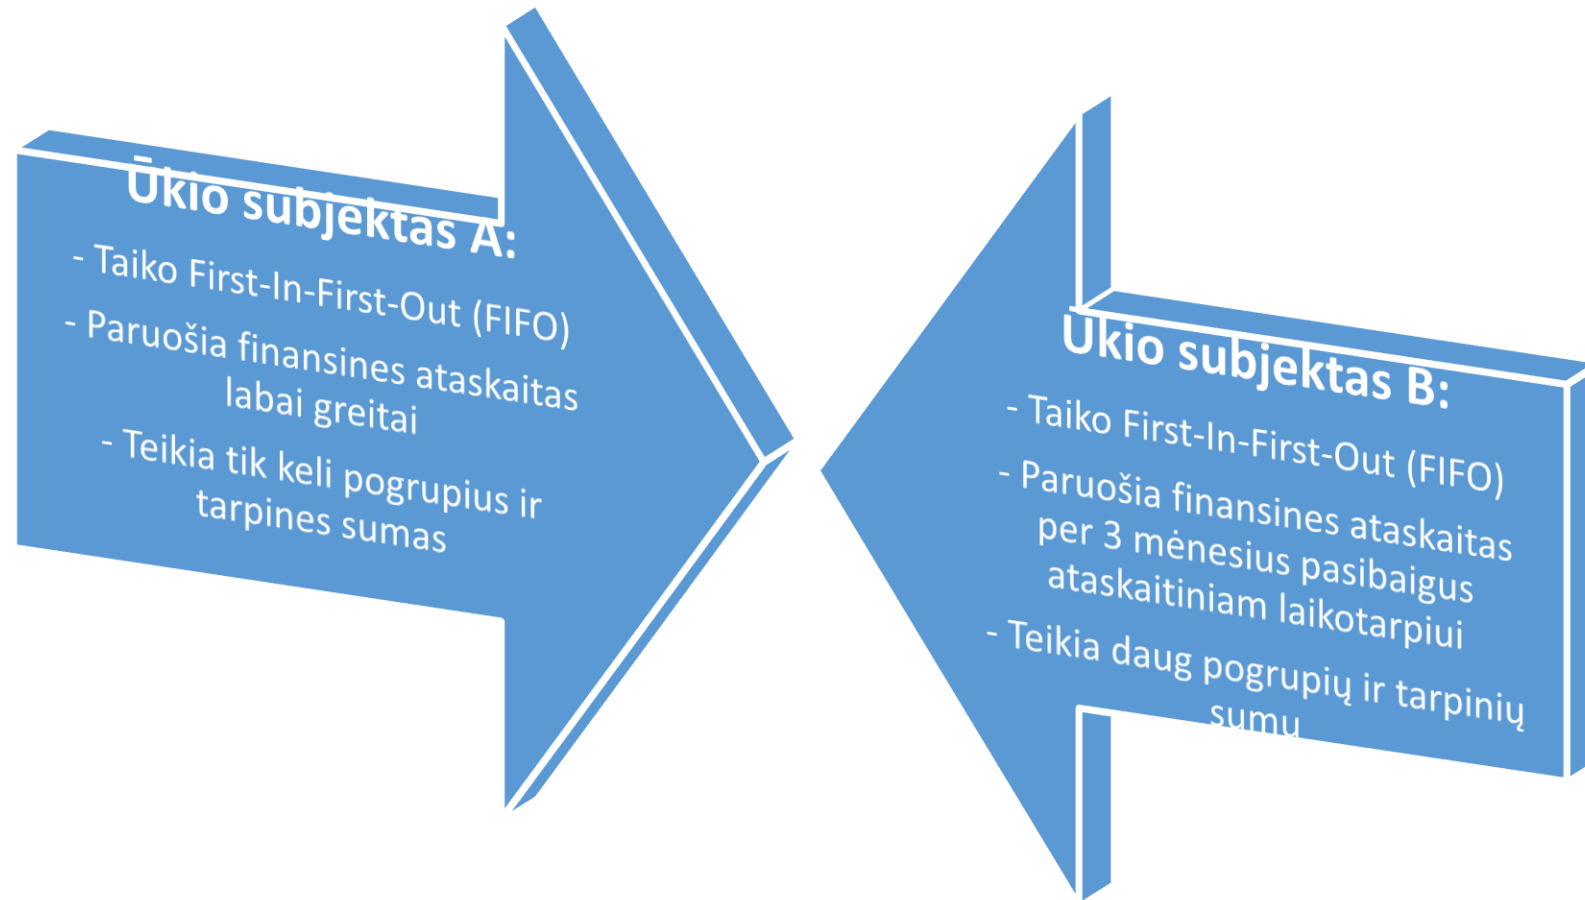 Ūkio subjektas A:
- Taiko First-In-First-Out (FIFO)
- Paruošia finansines ataskaitas
labai greitai
- Teikia tik keli pogrupius ir
tarpines sumas
Ūkio subjektas B:
- Taiko First-In-First-Out (FIFO)
- Paruošia finansines ataskaitas
per 3 mėnesius pasibaigus
ataskaitiniam laikotarpiui
- Teikia daug pogrupių ir tarpinių
sumų